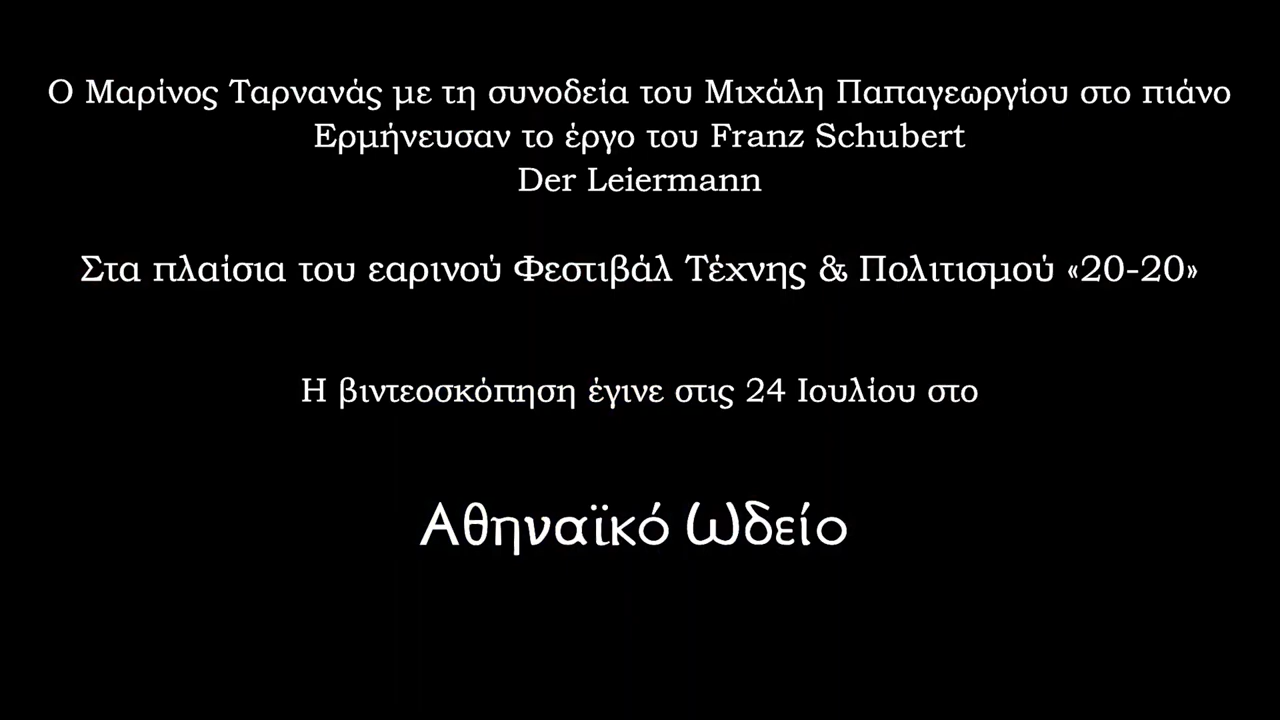 Ο Μαρίνος Ταρνανάς με τη συνοδεία του Μιχάλη Παπαγεωργίου στο πιάνο
Ερμήνευσαν το έργο του Franz Schubert
Der Leiermann
Στα πλαίσια του εαρινού Φεστιβάλ Τέχνης & Πολιτισμού «20-20»
Η βιντεοσκόπηση έγινε στις 24 Ιουλίου στο
Αθηναϊκό Ωδείο